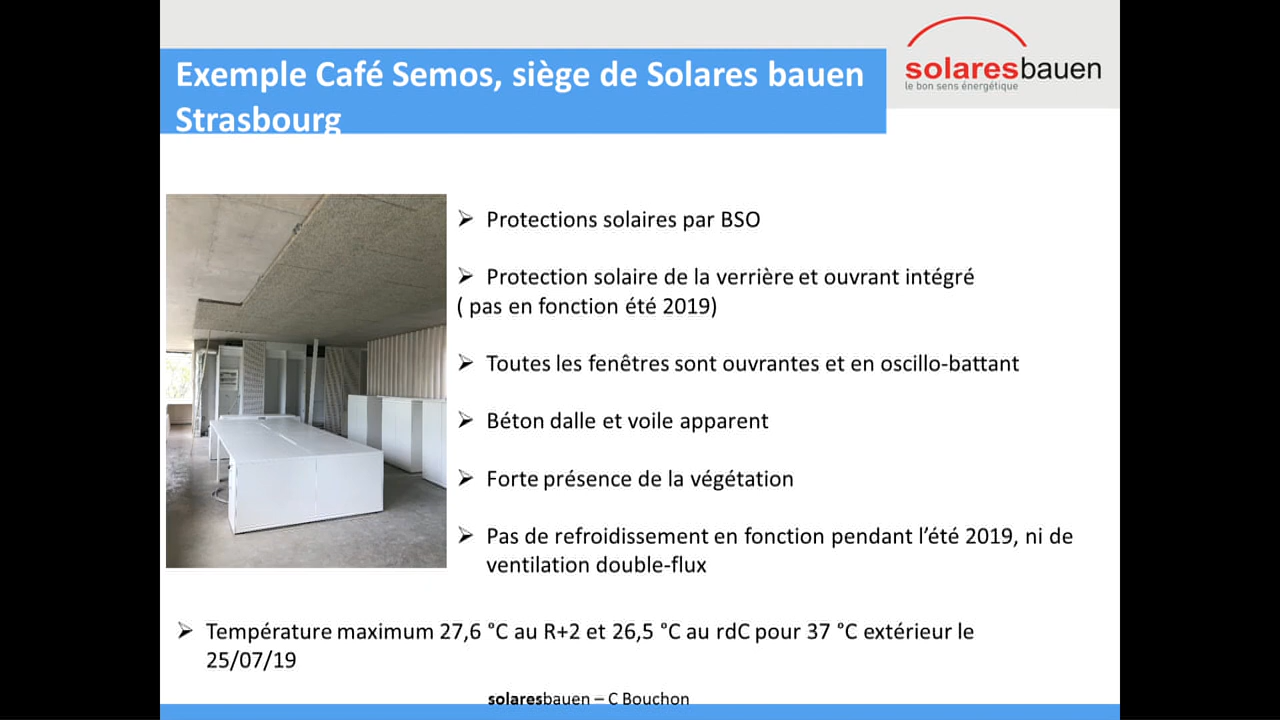 solaresbauen
le bon sens énergétique
Exemple Café Semos, siège de Solares bauen
Strasbourg
Protections solaires par BSO
Protection solaire de la verrière et ouvrant intégré
( pas en fonction été 2019)
Toutes les fenêtres sont ouvrantes et en oscillo-battant
Béton dalle et voile apparent
Forte présence de la végétation
Pas de refroidissement en fonction pendant l’été 2019, ni de
ventilation double-flux
Température maximum 27,6 °C au R+2 et 26,5 °C au rdC pour 37 °C extérieur le
25/07/19
solaresbauen – C Bouchon